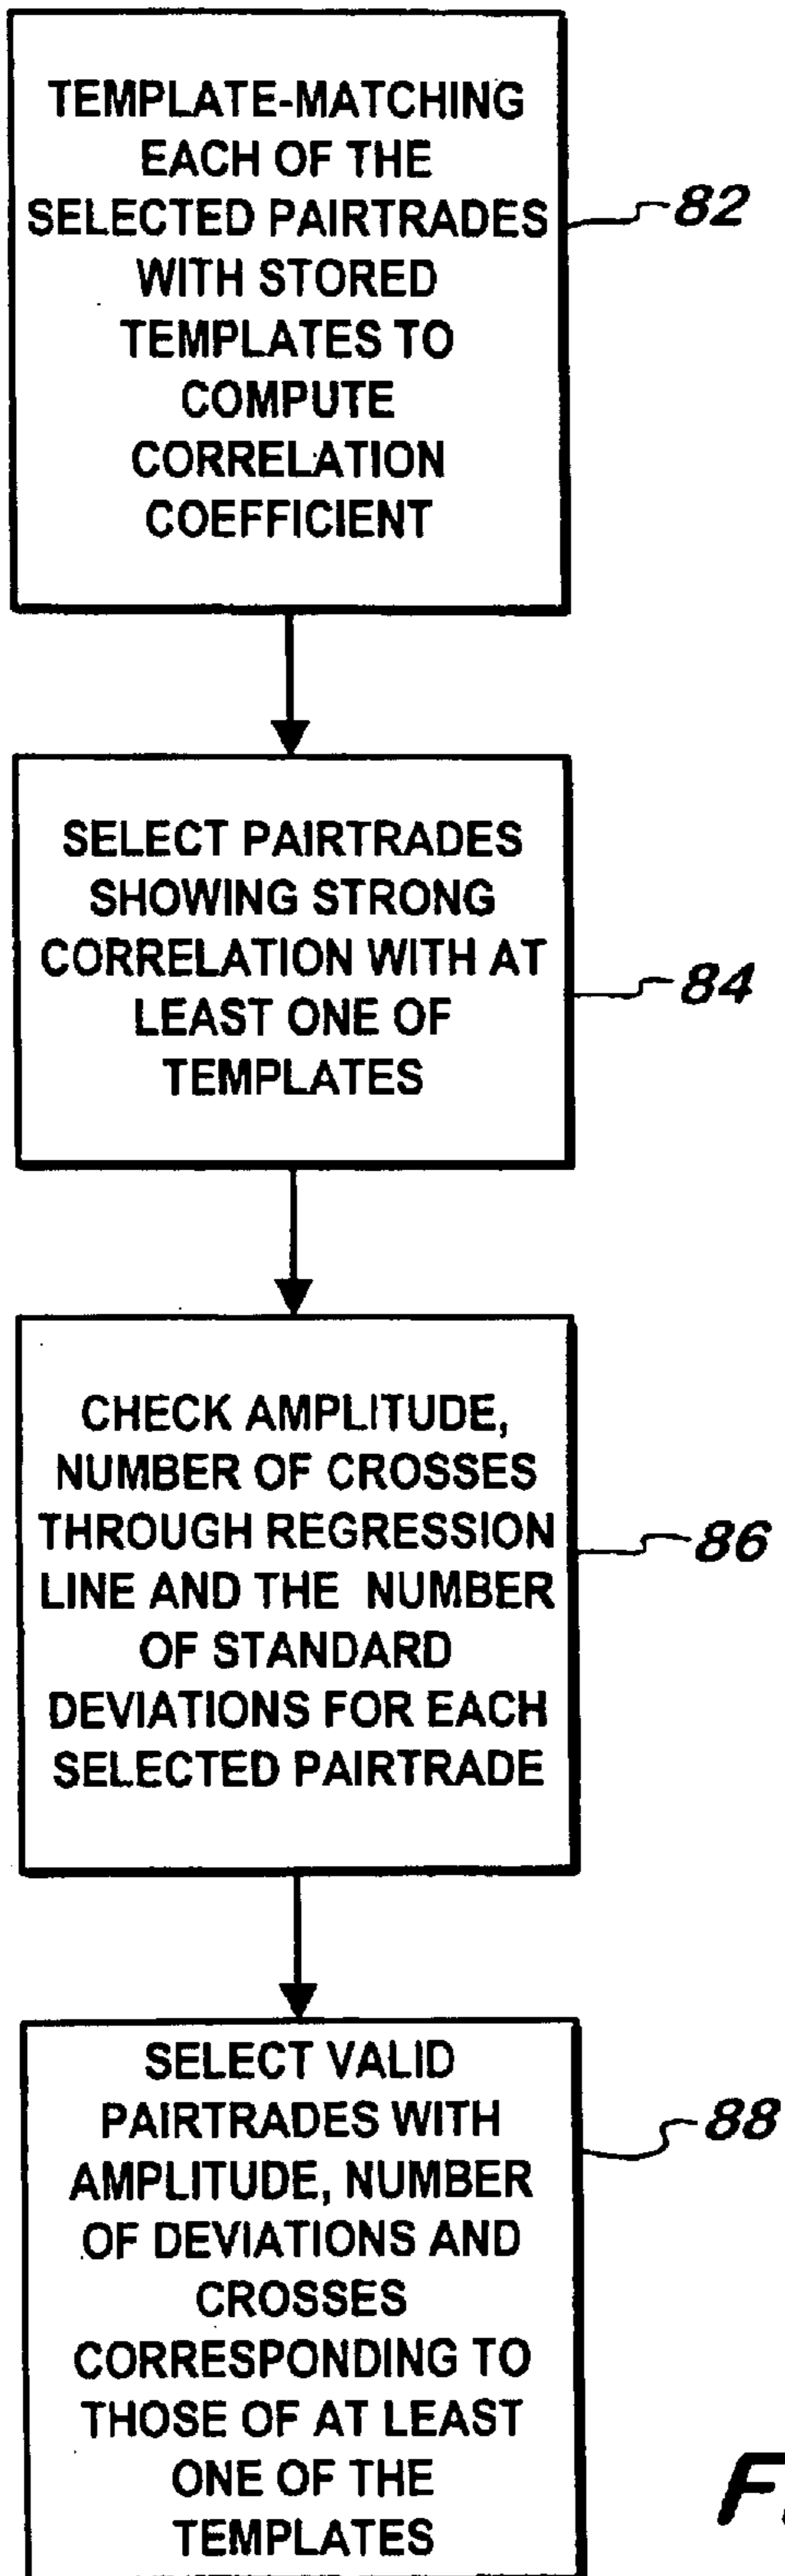 TEMPLATE-MATCHING
EACH OF THE
SELECTED PAIRTRADES
WITH STORED
TEMPLATES TO
COMPUTE
CORRELATION
COEFFICIENT
82
SELECT PAIRTRADES
SHOWING STRONG
CORRELATION WITH AT
LEAST ONE OF
TEMPLATES
84
CHECK AMPLITUDE,
NUMBER OF CROSSES
THROUGH REGRESSION
LINE AND THE NUMBER
OF STANDARD
DEVIATIONS FOR EACH
SELECTED PAIRTRADE
86
SELECT VALID
PAIRTRADES WITH
AMPLITUDE, NUMBER
OF DEVIATIONS AND
CROSSES
CORRESPONDING TO
THOSE OF AT LEAST
ONE OF THE
TEMPLATES
88